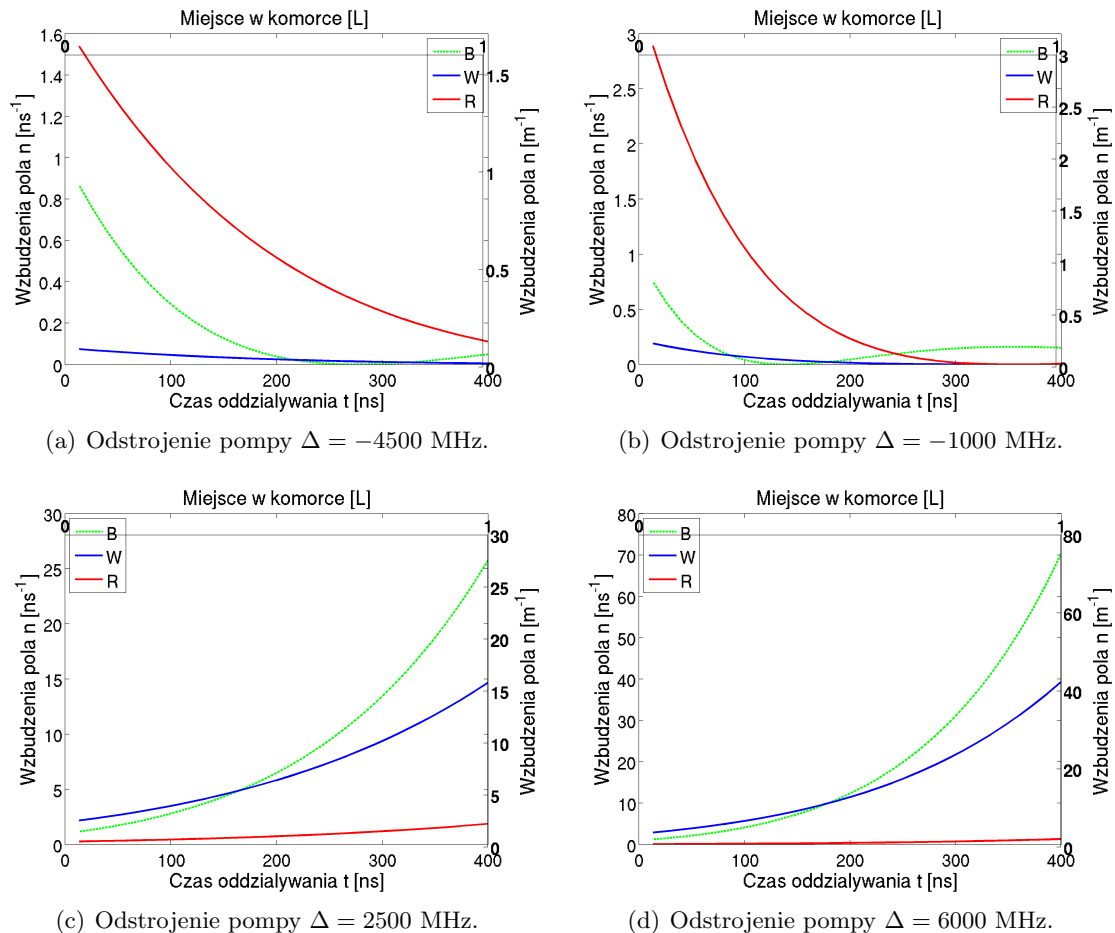 Miejsce w komorce [L]
0 1
B
W
R
1.6
1.4
1.2
1
0.8
0.6
0.4
0.2
0
1.5
1
0.5
0
Wzbudzenia pola n [ns-1]
Wzbudzenia pola n [m-1]
0 100 200 300 400
Czas oddzialywania t [ns]
(a) Odstrojenie pompy Δ = −4500 MHz.
Miejsce w komorce [L]
0 1
B
W
R
3
2.5
2
1.5
1
0.5
0
3
2.5
2
1.5
1
0.5
0
Wzbudzenia pola n [ns-1]
Wzbudzenia pola n [m-1]
0 100 200 300 400
Czas oddzialywania t [ns]
(b) Odstrojenie pompy Δ = −1000 MHz.
Miejsce w komorce [L]
0 1
B
W
R
30
25
20
15
10
5
0
30
25
20
15
10
5
0
Wzbudzenia pola n [ns-1]
Wzbudzenia pola n [m-1]
0 100 200 300 400
Czas oddzialywania t [ns]
(c) Odstrojenie pompy Δ = 2500 MHz.
Miejsce w komorce [L]
0 1
B
W
R
80
70
60
50
40
30
20
10
0
80
60
40
20
0
Wzbudzenia pola n [ns-1]
Wzbudzenia pola n [m-1]
0 100 200 300 400
Czas oddzialywania t [ns]
(d) Odstrojenie pompy Δ = 6000 MHz.